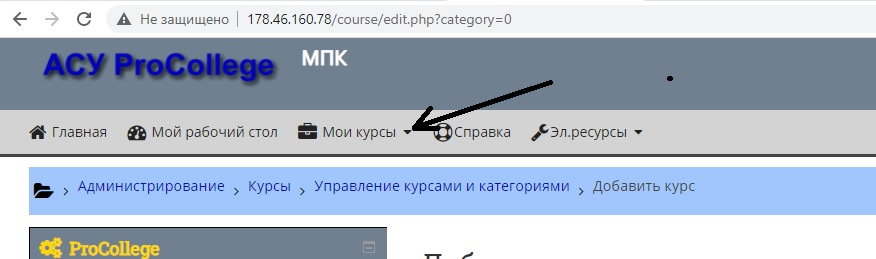 Не защищено 178.46.160.78/course/edit.php?category=0
АСУ ProCollege МПК
Главная Мой рабочий стол Мои курсы Справка Эл.ресурсы
Администрирование Курсы Управление курсами и категориями Добавить курс
ProCollege